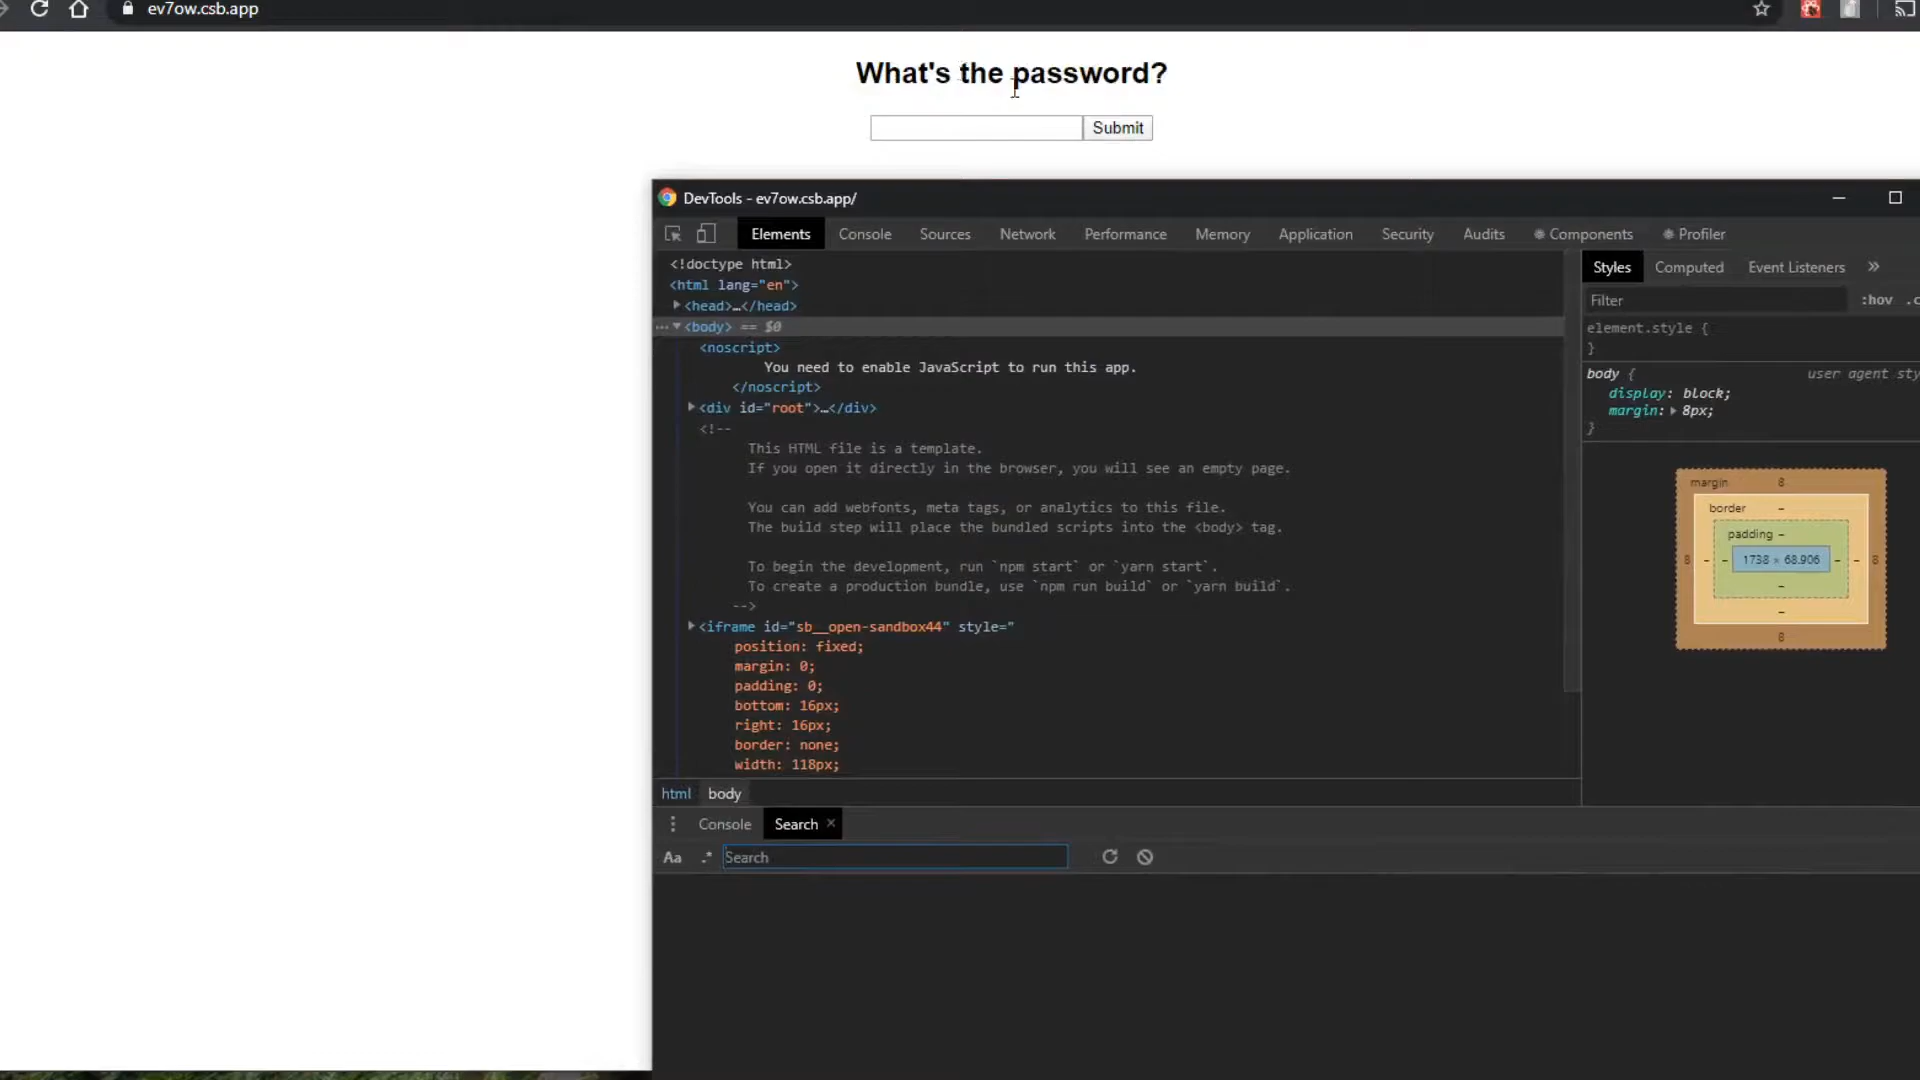 ev7ow.csb.app
What's the password?
Submit
DevTools - ev7ow.csb.app/
Elements Console Sources Network Performance Memory Application Security Audits Components Profiler
<!doctype html>
<html lang="en">
<head>…</head>
<body> == $0
<noscript>
You need to enable JavaScript to run this app.
</noscript>
<div id="root">…</div>
<!--
This HTML file is a template.
If you open it directly in the browser, you will see an empty page.
You can add webfonts, meta tags, or analytics to this file.
The build step will place the bundled scripts into the <body> tag.
To begin the development, run `npm start` or `yarn start`.
To create a production bundle, use `npm run build` or `yarn build`.
-->
<iframe id="sb__open-sandbox44" style="
position: fixed;
margin: 0;
padding: 0;
bottom: 16px;
right: 16px;
border: none;
width: 118px;
html body
Styles Computed Event Listeners »
Filter :hov .c
element.style {
}
body { user agent sty
display: block;
margin: 8px;
}
margin 8
border –
padding –
8 – – 1738 × 68.906 – – 8
–
–
8
Console Search ×
Aa .* Search